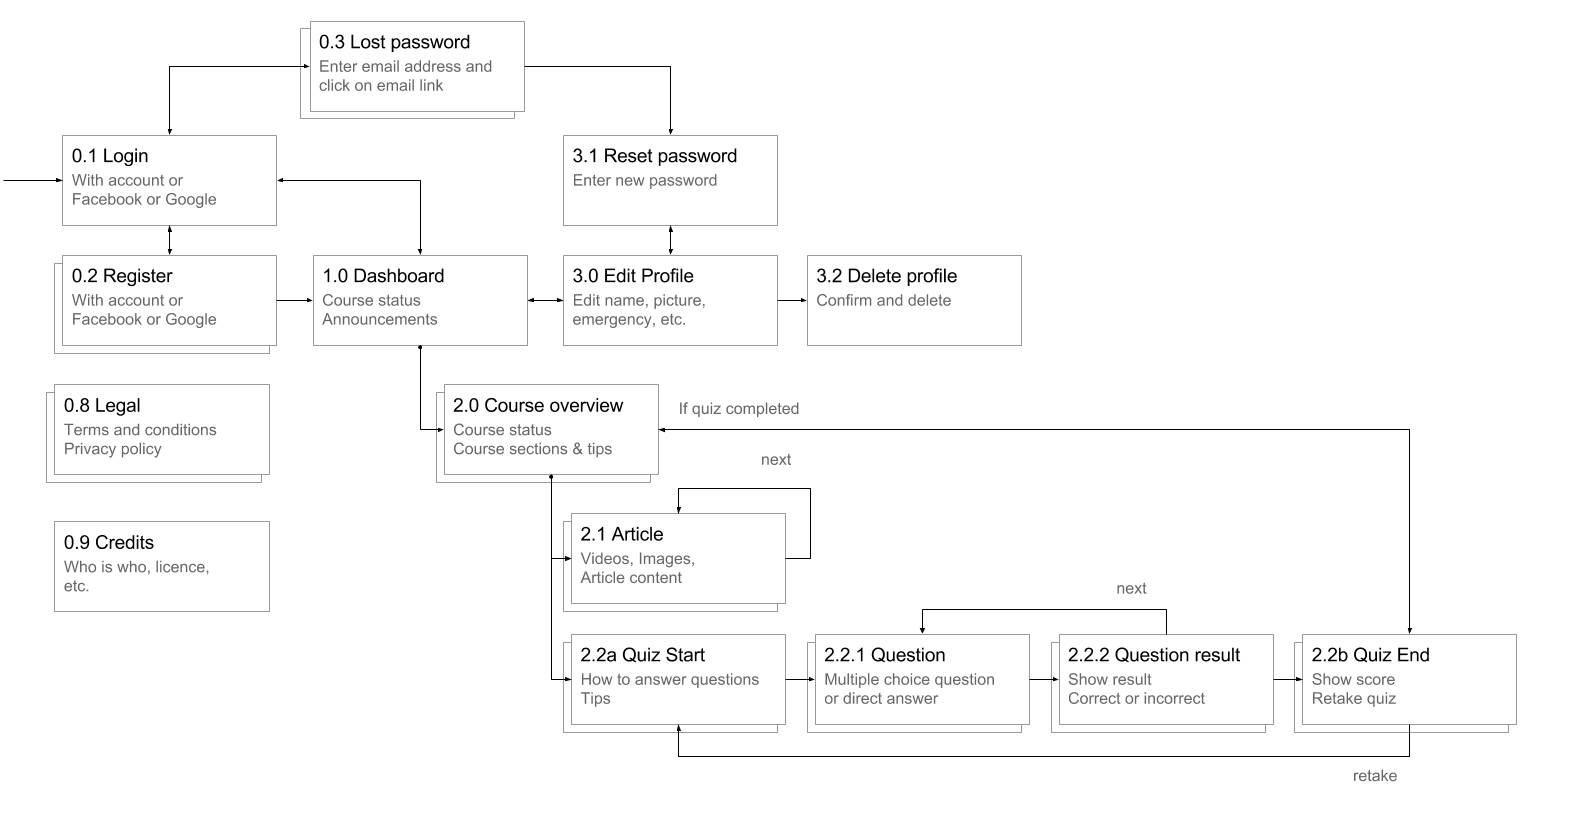 0.3 Lost password
Enter email address and
click on email link
0.1 Login
With account or
Facebook or Google
3.1 Reset password
Enter new password
0.2 Register
With account or
Facebook or Google
1.0 Dashboard
Course status
Announcements
3.0 Edit Profile
Edit name, picture,
emergency, etc.
3.2 Delete profile
Confirm and delete
0.8 Legal
Terms and conditions
Privacy policy
2.0 Course overview
Course status
Course sections & tips
If quiz completed
next
0.9 Credits
Who is who, licence,
etc.
2.1 Article
Videos, Images,
Article content
next
2.2a Quiz Start
How to answer questions
Tips
2.2.1 Question
Multiple choice question
or direct answer
2.2.2 Question result
Show result
Correct or incorrect
2.2b Quiz End
Show score
Retake quiz
retake